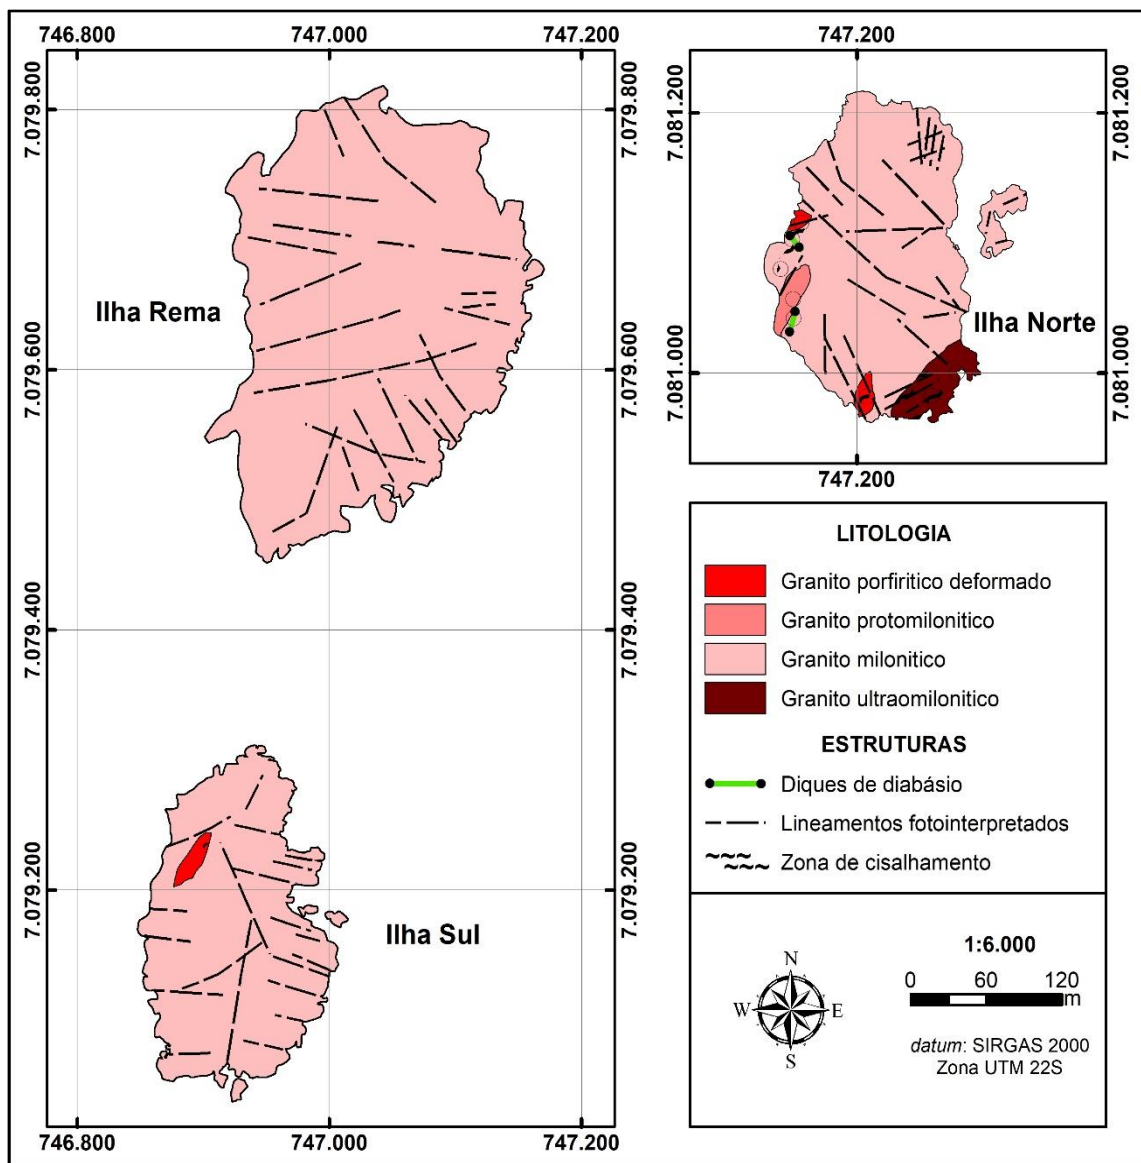 746.800 747.000 747.200
747.200
7.079.800
7.079.800
7.081.200
7.081.200
Ilha Rema
Ilha Norte
7.079.600
7.079.600
7.081.000
7.081.000
747.200
7.079.400
7.079.400
LITOLOGIA
Granito porfiritico deformado
Granito protomilonitico
Granito milonitico
Granito ultraomilonitico
ESTRUTURAS
Diques de diabásio
Lineamentos fotointerpretados
Zona de cisalhamento
7.079.200
7.079.200
Ilha Sul
N
W E
S
1:6.000
0 60 120
m
datum: SIRGAS 2000
Zona UTM 22S
746.800 747.000 747.200